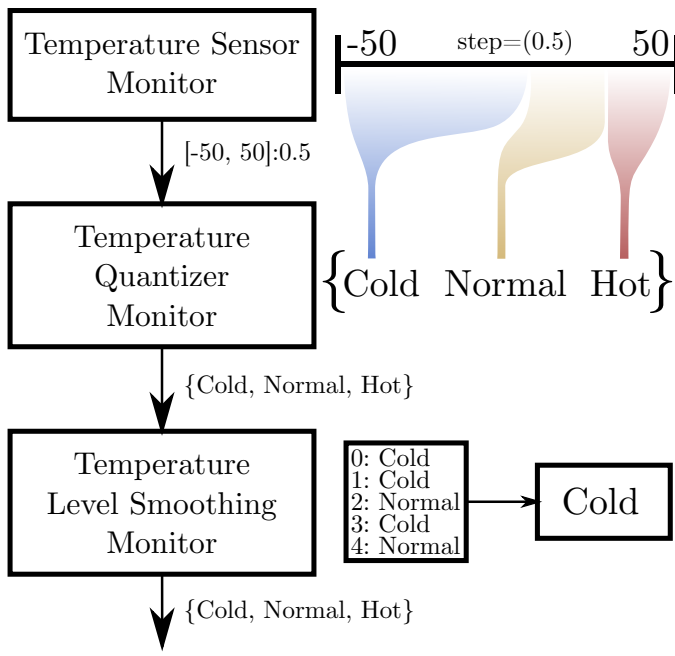 Temperature Sensor
Monitor
-50 step=(0.5) 50
[-50, 50]:0.5
Temperature
Quantizer
Monitor
{Cold Normal Hot}
{Cold, Normal, Hot}
Temperature
Level Smoothing
Monitor
0: Cold
1: Cold
2: Normal
3: Cold
4: Normal
Cold
{Cold, Normal, Hot}